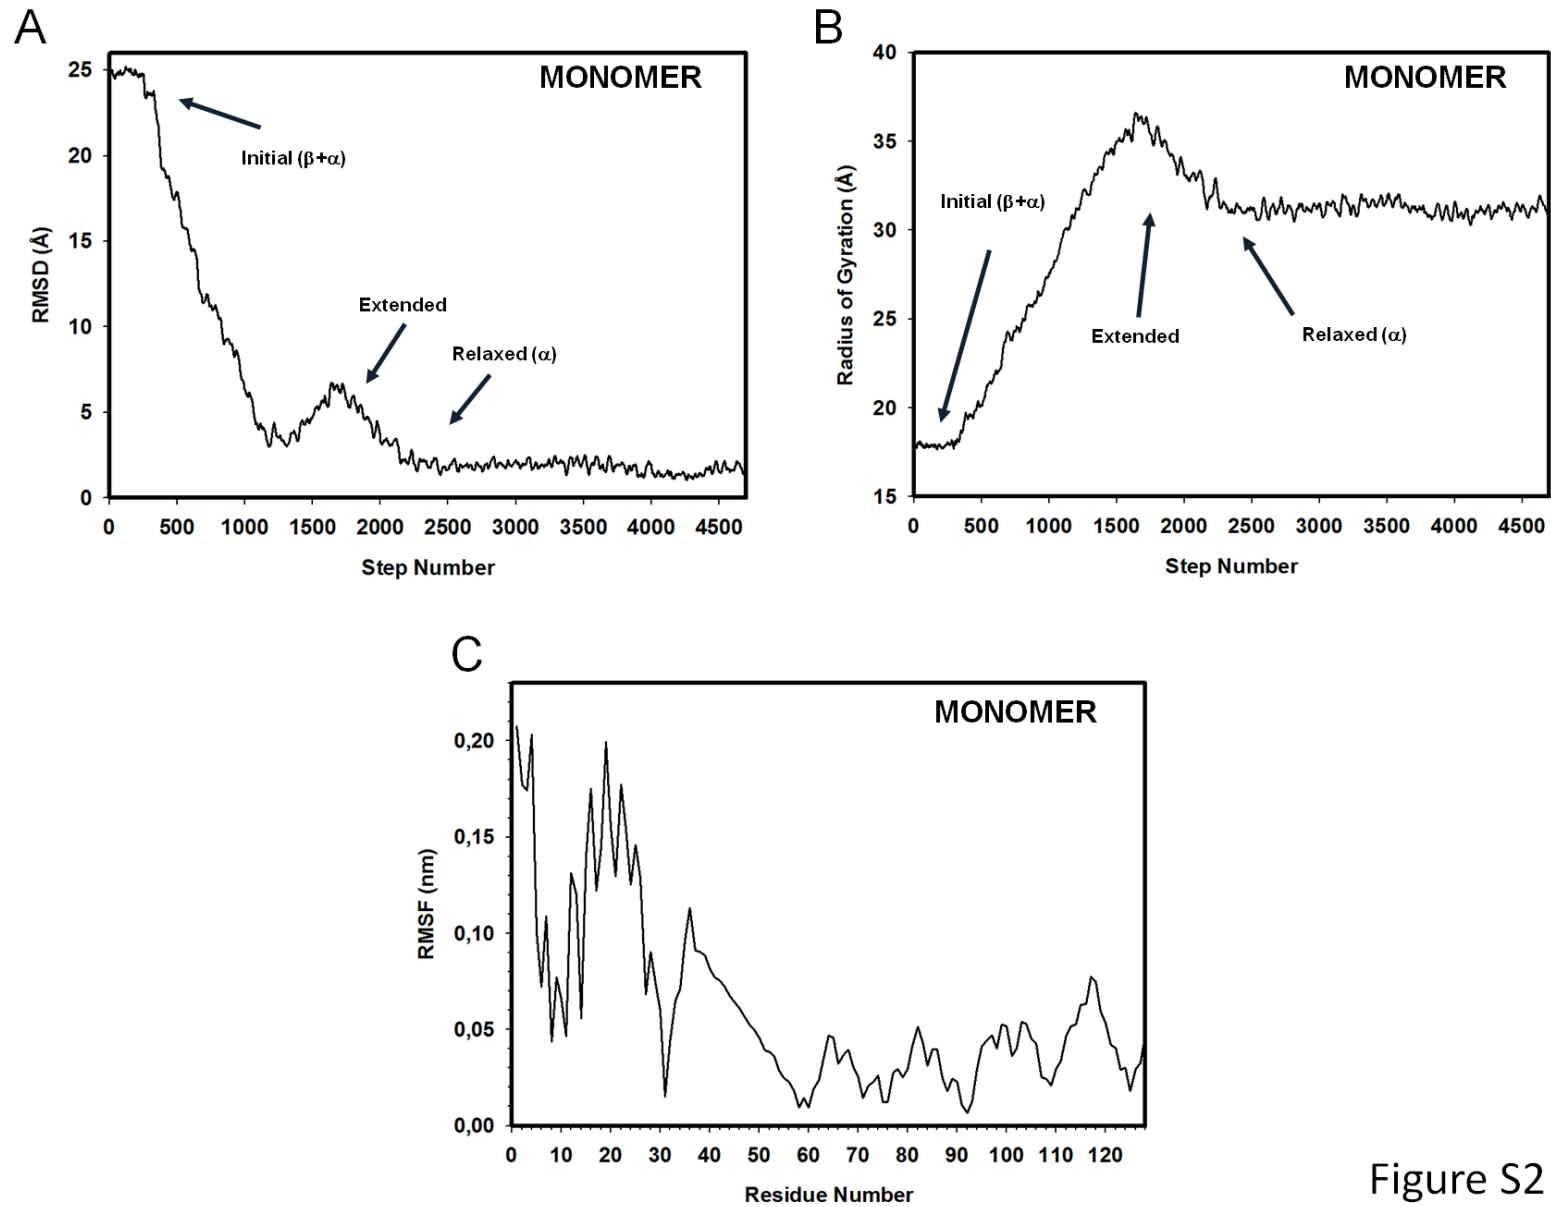 A
MONOMER
25
20
15
10
5
0
RMSD (Å)
Initial (β+α)
Extended
Relaxed (α)
0 500 1000 1500 2000 2500 3000 3500 4000 4500
Step Number
B
MONOMER
40
35
30
25
20
15
Radius of Gyration (Å)
Initial (β+α)
Extended
Relaxed (α)
0 500 1000 1500 2000 2500 3000 3500 4000 4500
Step Number
C
MONOMER
0,20
0,15
0,10
0,05
0,00
RMSF (nm)
0 10 20 30 40 50 60 70 80 90 100 110 120
Residue Number
Figure S2